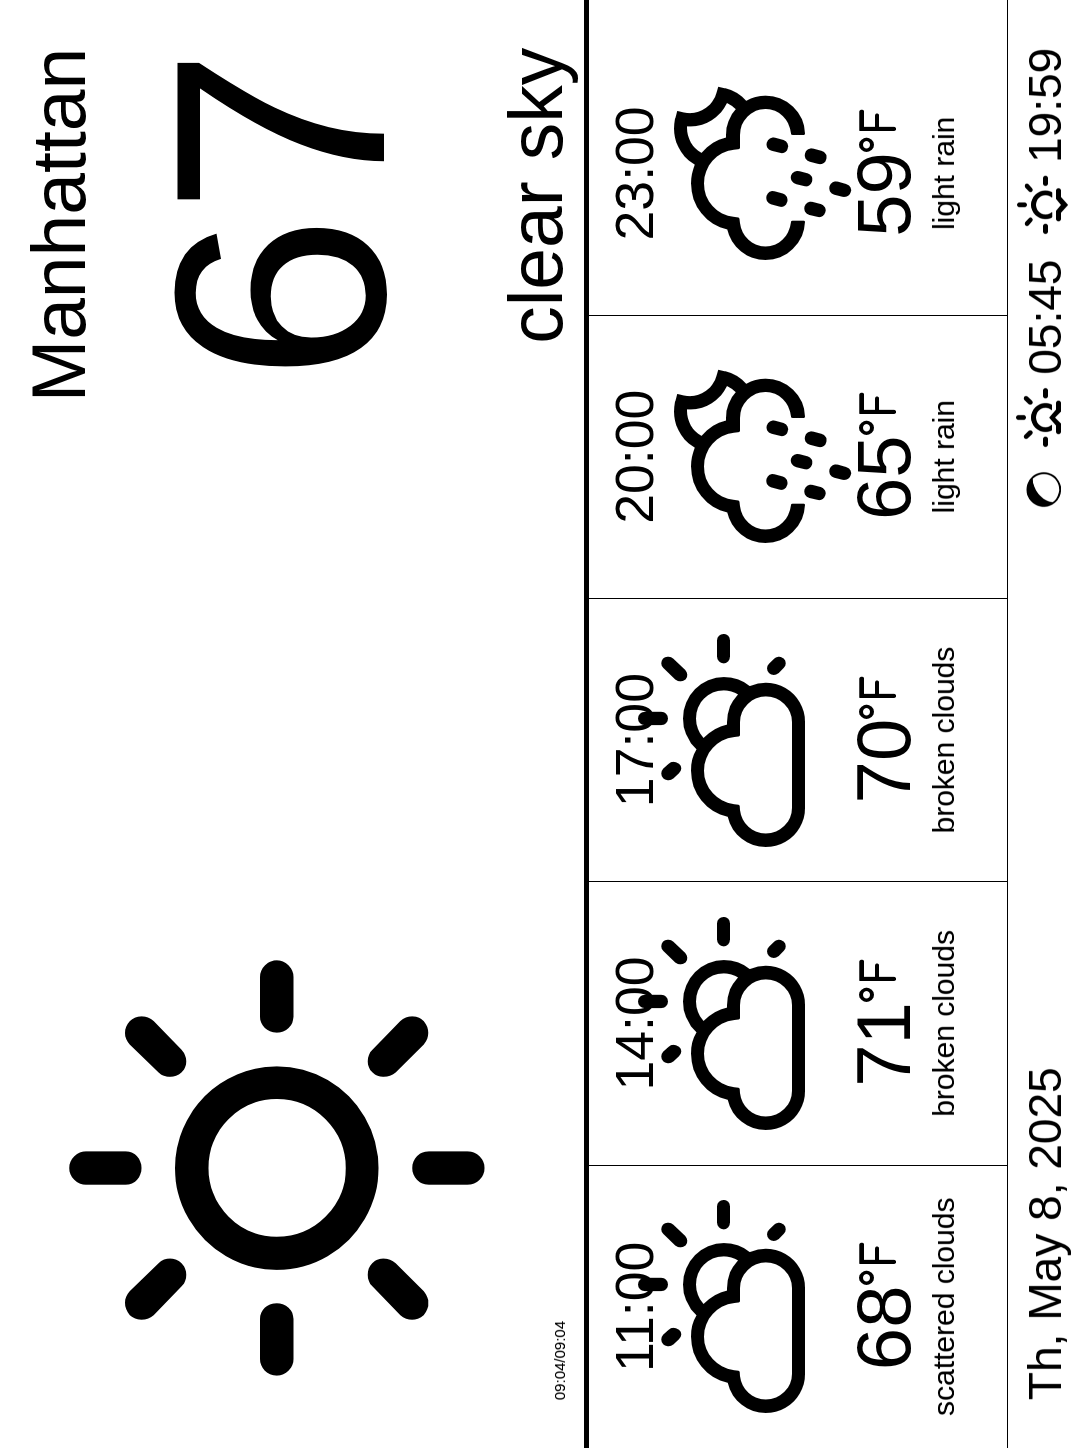 Manhattan
67
clear sky
09:04/09:04
11:00 14:00 17:00 20:00 23:00
68°F 71°F 70°F 65°F 59°F
scattered clouds broken clouds broken clouds light rain light rain
Th, May 8, 2025 05:45 19:59